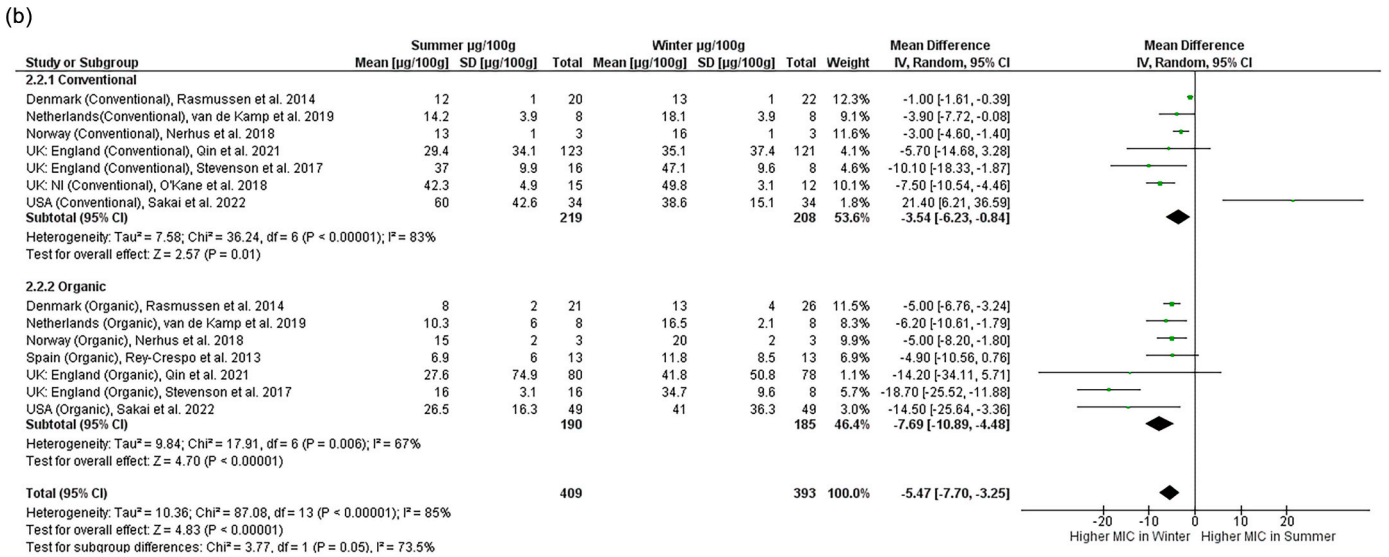 (b)
Summer µg/100g Winter µg/100g Mean Difference Mean Difference
Study or Subgroup Mean [µg/100g] SD [µg/100g] Total Mean [µg/100g] SD [µg/100g] Total Weight IV, Random, 95% CI IV, Random, 95% CI
2.2.1 Conventional
Denmark (Conventional), Rasmussen et al. 2014 12 1 20 13 1 22 12.3% -1.00 [-1.61, -0.39]
Netherlands(Conventional), van de Kamp et al. 2019 14.2 3.9 8 18.1 3.9 8 9.1% -3.90 [-7.72, -0.08]
Norway (Conventional), Nerhus et al. 2018 13 1 3 16 1 3 11.6% -3.00 [-4.60, -1.40]
UK: England (Conventional), Qin et al. 2021 29.4 34.1 123 35.1 37.4 121 4.1% -5.70 [-14.68, 3.28]
UK: England (Conventional), Stevenson et al. 2017 37 9.9 16 47.1 9.6 8 4.6% -10.10 [-18.33, -1.87]
UK: NI (Conventional), O'Kane et al. 2018 42.3 4.9 15 49.8 3.1 12 10.1% -7.50 [-10.54, -4.46]
USA (Conventional), Sakai et al. 2022 60 42.6 34 38.6 15.1 34 1.8% 21.40 [6.21, 36.59]
Subtotal (95% CI) 219 208 53.6% -3.54 [-6.23, -0.84]
Heterogeneity: Tau² = 7.58; Chi² = 36.24, df = 6 (P < 0.00001); I² = 83%
Test for overall effect: Z = 2.57 (P = 0.01)
2.2.2 Organic
Denmark (Organic), Rasmussen et al. 2014 8 2 21 13 4 26 11.5% -5.00 [-6.76, -3.24]
Netherlands (Organic), van de Kamp et al. 2019 10.3 6 8 16.5 2.1 8 8.3% -6.20 [-10.61, -1.79]
Norway (Organic), Nerhus et al. 2018 15 2 3 20 2 3 9.9% -5.00 [-8.20, -1.80]
Spain (Organic), Rey-Crespo et al. 2013 6.9 6 13 11.8 8.5 13 6.9% -4.90 [-10.56, 0.76]
UK: England (Organic), Qin et al. 2021 27.6 74.9 80 41.8 50.8 78 1.1% -14.20 [-34.11, 5.71]
UK: England (Organic), Stevenson et al. 2017 16 3.1 16 34.7 9.6 8 5.7% -18.70 [-25.52, -11.88]
USA (Organic), Sakai et al. 2022 26.5 16.3 49 41 36.3 49 3.0% -14.50 [-25.64, -3.36]
Subtotal (95% CI) 190 185 46.4% -7.69 [-10.89, -4.48]
Heterogeneity: Tau² = 9.84; Chi² = 17.91, df = 6 (P = 0.006); I² = 67%
Test for overall effect: Z = 4.70 (P < 0.00001)
Total (95% CI) 409 393 100.0% -5.47 [-7.70, -3.25]
Heterogeneity: Tau² = 10.36; Chi² = 87.08, df = 13 (P < 0.00001); I² = 85%
Test for overall effect: Z = 4.83 (P < 0.00001)
Test for subgroup differences: Chi² = 3.77, df = 1 (P = 0.05), I² = 73.5%
-20 -10 0 10 20
Higher MIC in Winter Higher MIC in Summer